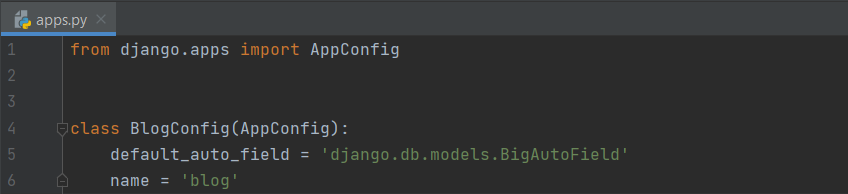 apps.py
1 from django.apps import AppConfig
2
3
4 class BlogConfig(AppConfig):
5     default_auto_field = 'django.db.models.BigAutoField'
6     name = 'blog'